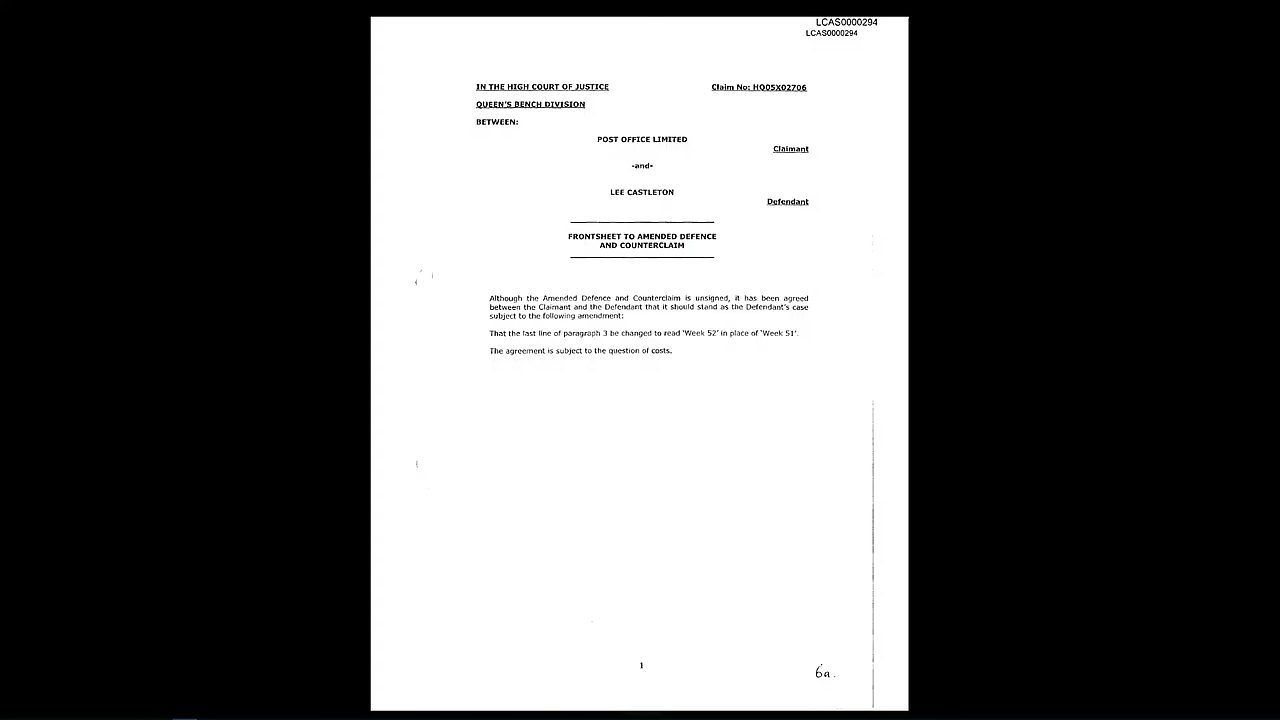 LCAS0000294
LCAS0000294
IN THE HIGH COURT OF JUSTICE
Claim No: HQ05X02706
QUEEN'S BENCH DIVISION
BETWEEN:
POST OFFICE LIMITED
Claimant
-and-
LEE CASTLETON
Defendant
FRONTSHEET TO AMENDED DEFENCE
AND COUNTERCLAIM
Although the Amended Defence and Counterclaim is unsigned, it has been agreed
between the Claimant and the Defendant that it should stand as the Defendant's case
subject to the following amendment:
That the last line of paragraph 3 be changed to read 'Week 52' in place of 'Week 51'.
The agreement is subject to the question of costs.
1
6a.